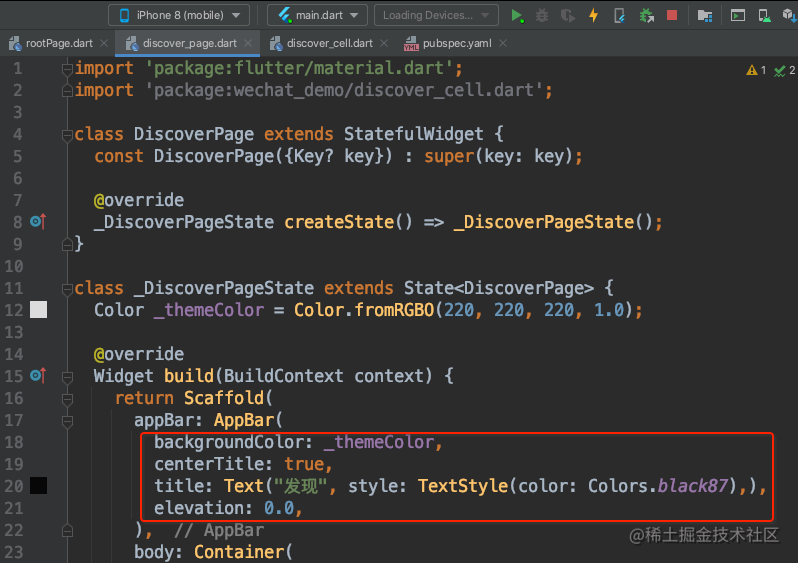 iPhone 8 (mobile) main.dart Loading Devices...
rootPage.dart discover_page.dart discover_cell.dart pubspec.yaml
1 import 'package:flutter/material.dart'; 1 2
2 import 'package:wechat_demo/discover_cell.dart';
3
4 class DiscoverPage extends StatefulWidget {
5 const DiscoverPage({Key? key}) : super(key: key);
6
7 @override
8 _DiscoverPageState createState() => _DiscoverPageState();
9 }
10
11 class _DiscoverPageState extends State<DiscoverPage> {
12 Color _themeColor = Color.fromRGBO(220, 220, 220, 1.0);
13
14 @override
15 Widget build(BuildContext context) {
16 return Scaffold(
17 appBar: AppBar(
18 backgroundColor: _themeColor,
19 centerTitle: true,
20 title: Text("发现", style: TextStyle(color: Colors.black87),),
21 elevation: 0.0,
22 ), // AppBar
23 body: Container(
@稀土掘金技术社区